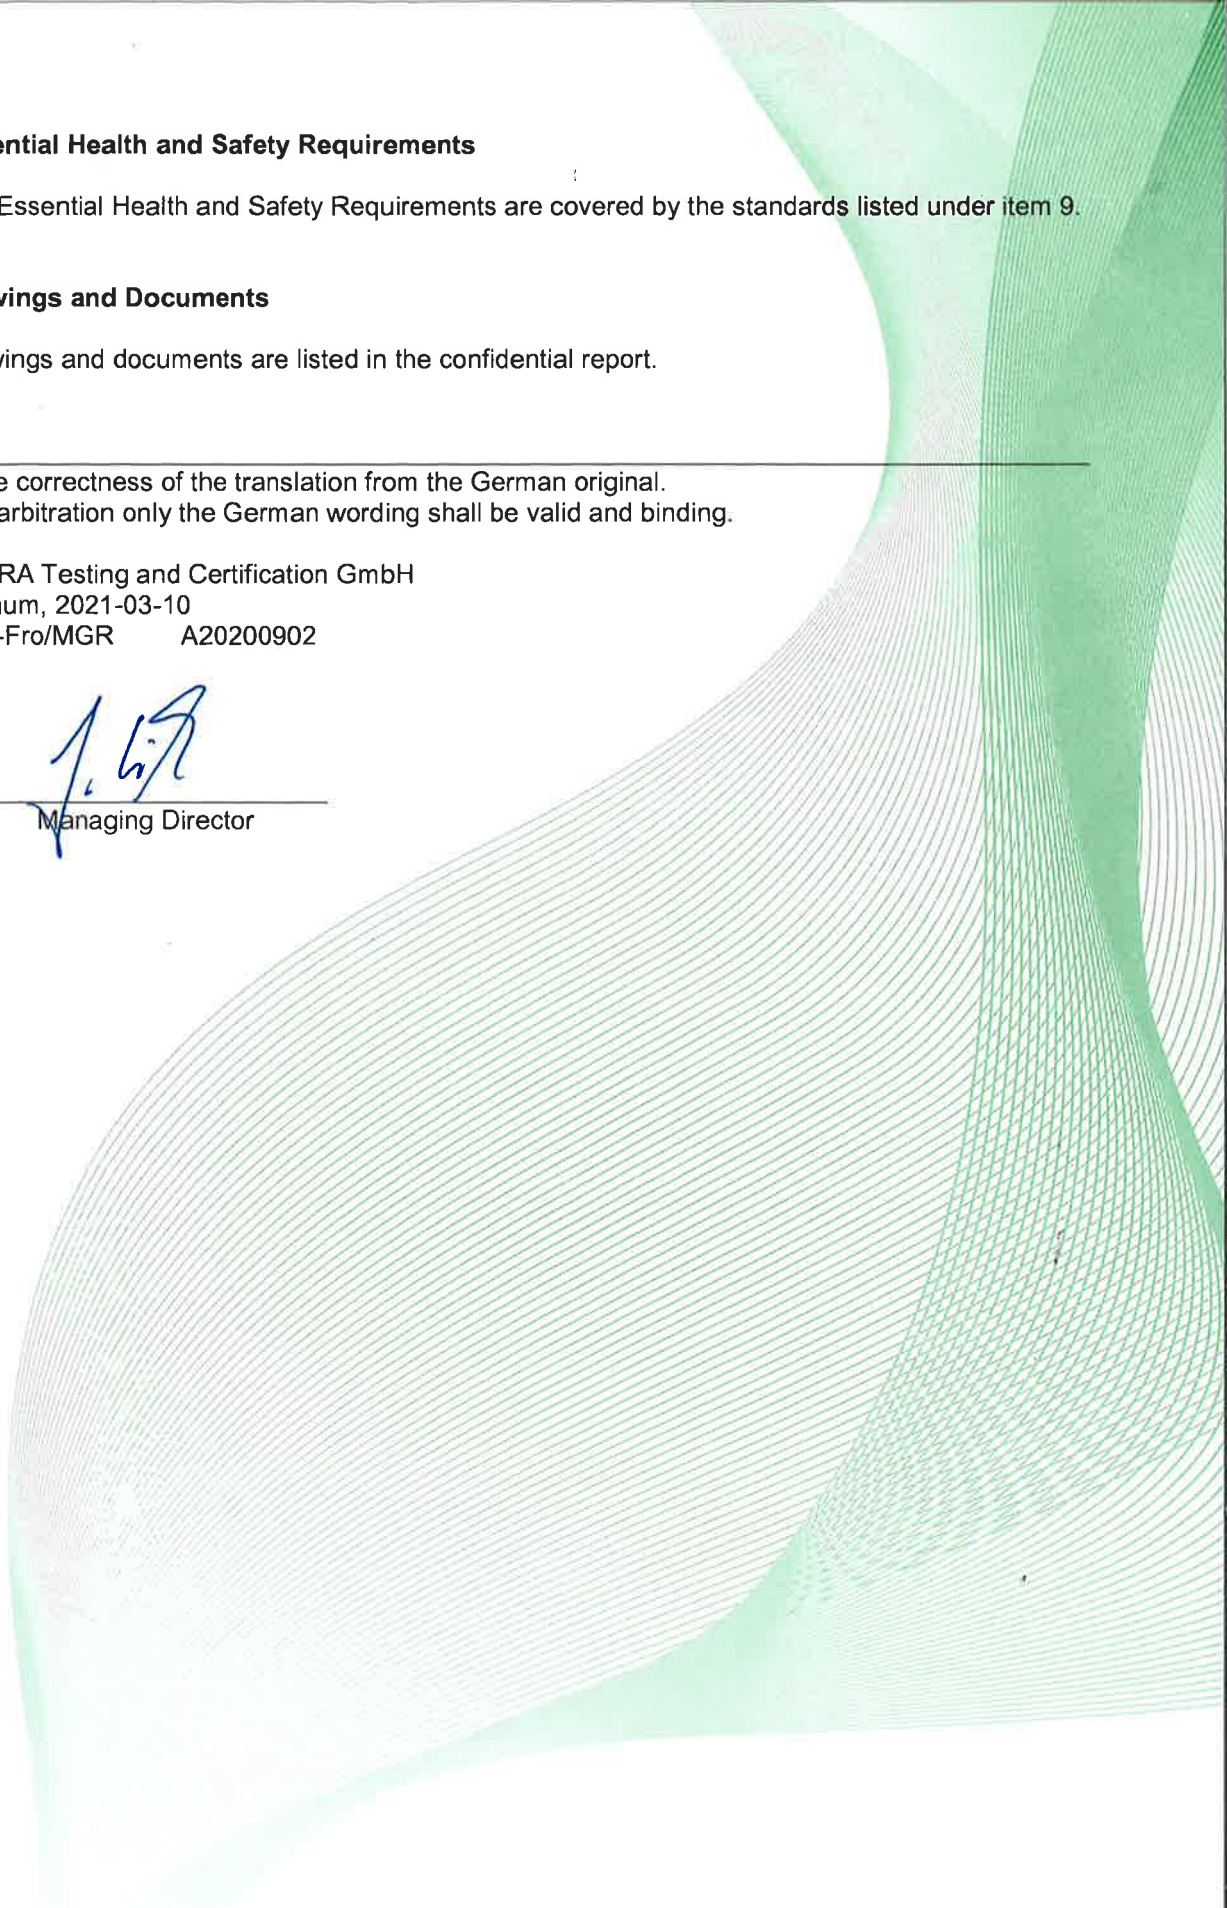 ential Health and Safety Requirements
Essential Health and Safety Requirements are covered by the standards listed under item 9.
wings and Documents
wings and documents are listed in the confidential report.
e correctness of the translation from the German original.
arbitration only the German wording shall be valid and binding.
RA Testing and Certification GmbH
um, 2021-03-10
-Fro/MGR A20200902
Managing Director